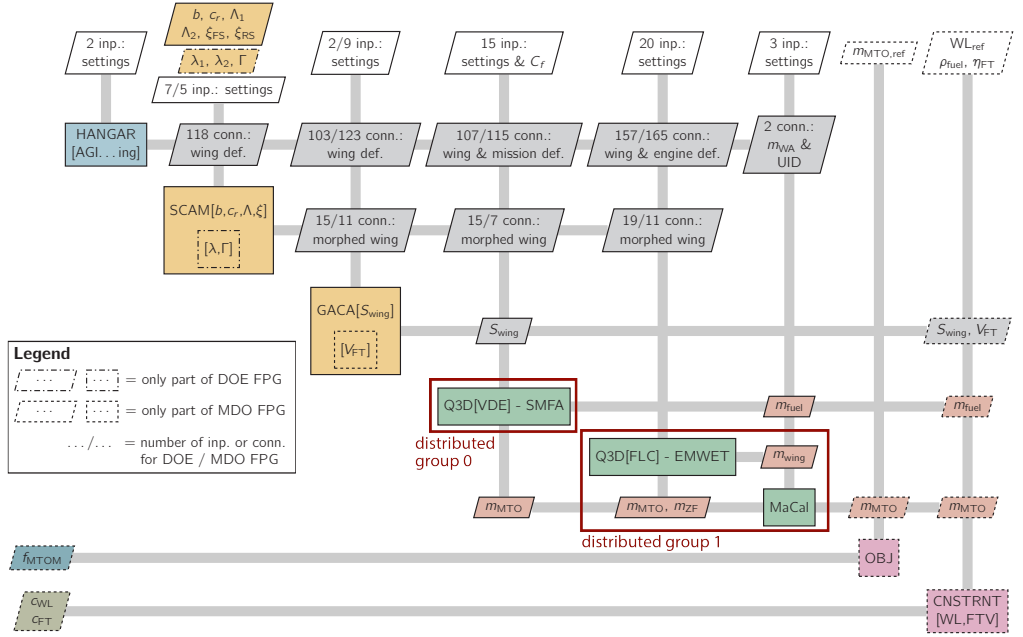 b, c_r, Λ_1
Λ_2, ξ_FS, ξ_RS
λ_1, λ_2, Γ
2 inp.:
settings
7/5 inp.: settings
2/9 inp.:
settings
15 inp.:
settings & C_f
20 inp.:
settings
3 inp.:
settings
m_MTO,ref
WL_ref
ρ_fuel, η_FT
HANGAR
[AGI...ing]
118 conn.:
wing def.
103/123 conn.:
wing def.
107/115 conn.:
wing & mission def.
157/165 conn.:
wing & engine def.
2 conn.:
m_WA &
UID
SCAM[b,c_r,Λ,ξ]
[λ,Γ]
15/11 conn.:
morphed wing
15/7 conn.:
morphed wing
19/11 conn.:
morphed wing
GACA[S_wing]
[V_FT]
S_wing
S_wing, V_FT
Legend
... ... = only part of DOE FPG
... ... = only part of MDO FPG
.../... = number of inp. or conn.
for DOE / MDO FPG
Q3D[VDE] - SMFA
m_fuel
m_fuel
distributed
group 0
Q3D[FLC] - EMWET
m_wing
m_MTO
m_MTO, m_ZF
MaCal
m_MTO
m_MTO
distributed group 1
f_MTOM
OBJ
c_WL
c_FT
CNSTRNT
[WL,FTV]